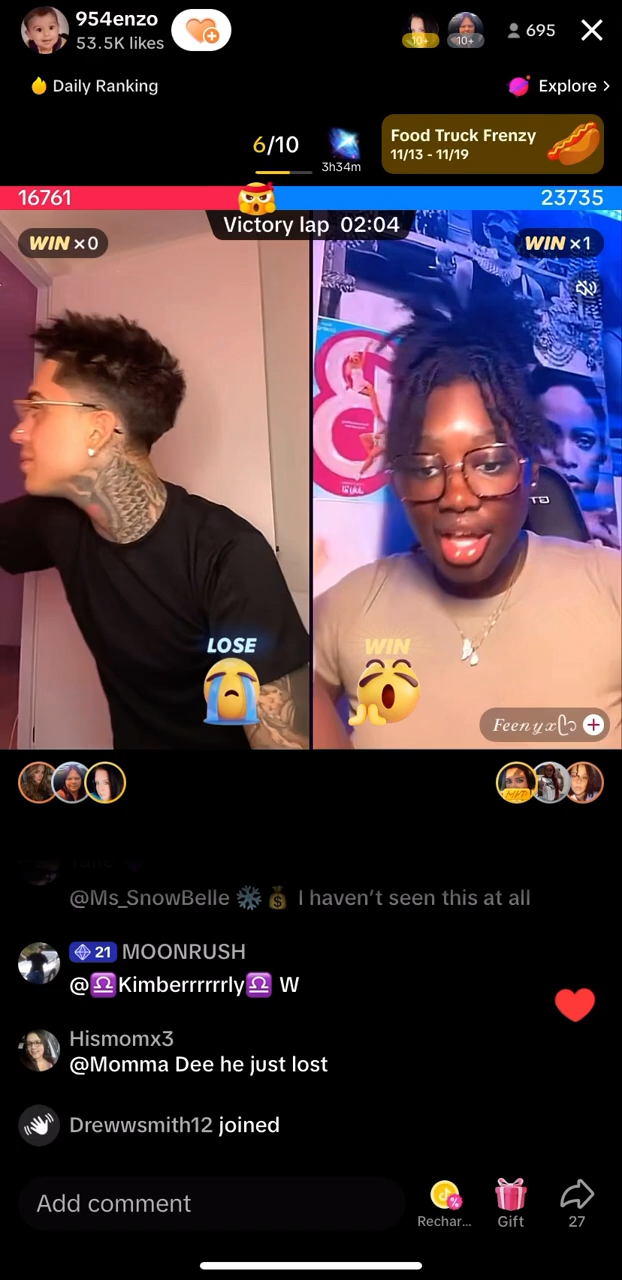 954enzo
53.5K likes
10+
10+
695
Daily Ranking
Explore >
6/10
3h34m
Food Truck Frenzy
11/13 - 11/19
16761
23735
Victory lap 02:04
WIN ×0
WIN ×1
LOSE
WIN
Feenyx
MVP
@Ms_SnowBelle ❄️💰 I haven't seen this at all
21 MOONRUSH
@♎Kimberrrrrrly♎ W
Hismomx3
@Momma Dee he just lost
Drewwsmith12 joined
Add comment
Rechar...
Gift
27